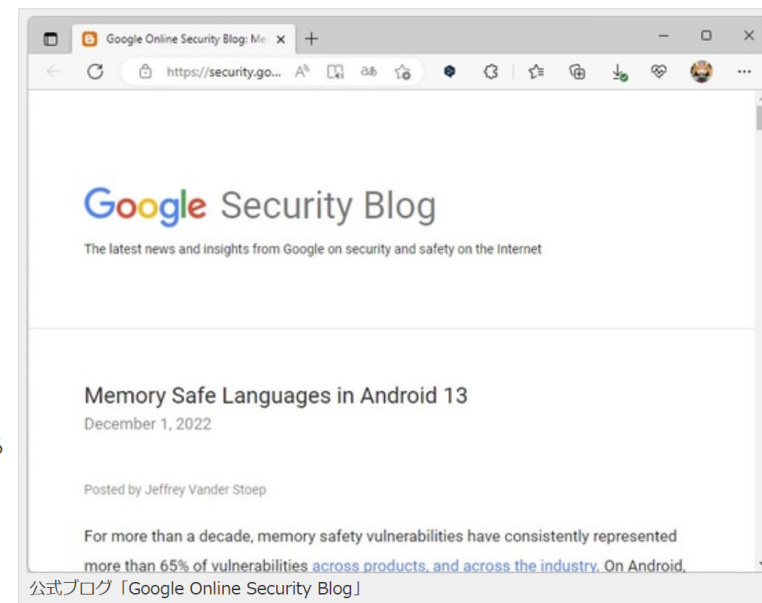 Google Online Security Blog: Me
https://security.go...
Google Security Blog
The latest news and insights from Google on security and safety on the Internet
Memory Safe Languages in Android 13
December 1, 2022
Posted by Jeffrey Vander Stoep
For more than a decade, memory safety vulnerabilities have consistently represented
more than 65% of vulnerabilities across products, and across the industry. On Android,
公式ブログ「Google Online Security Blog」